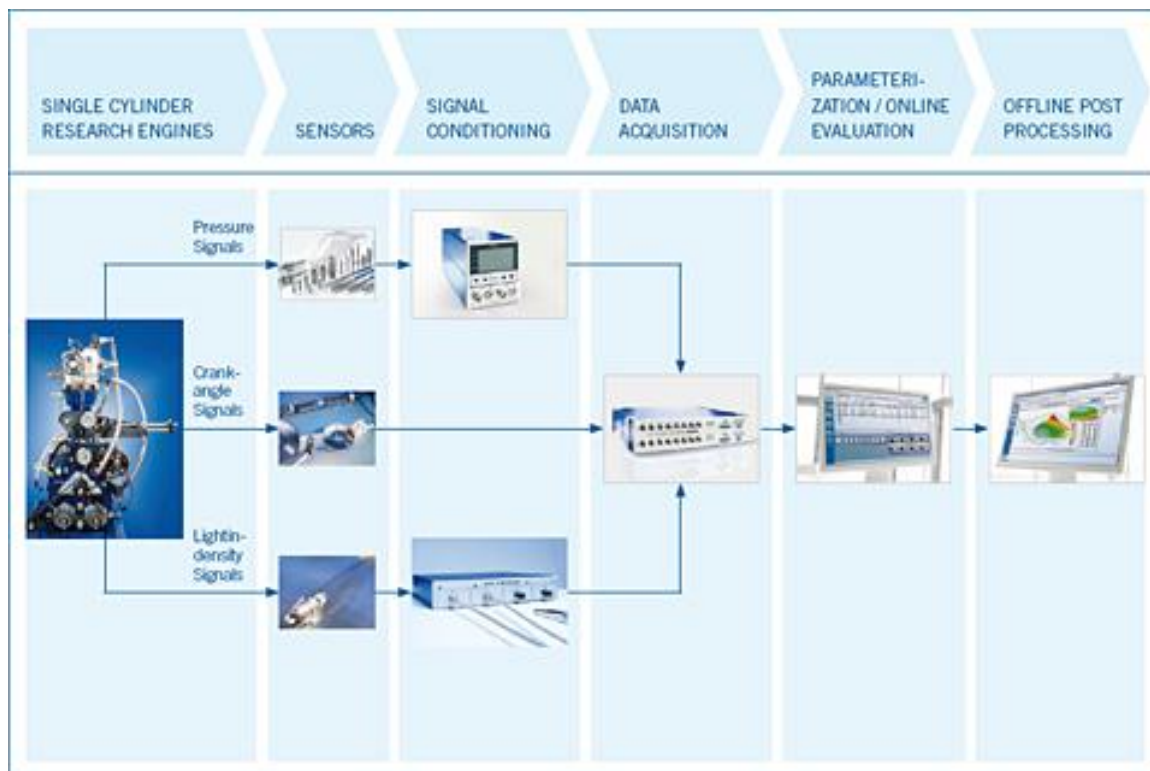 SINGLE CYLINDER
RESEARCH ENGINES
SENSORS
SIGNAL
CONDITIONING
DATA
ACQUISITION
PARAMETERI-
ZATION / ONLINE
EVALUATION
OFFLINE POST
PROCESSING
Pressure
Signals
Crank-
angle
Signals
Lightin-
density
Signals